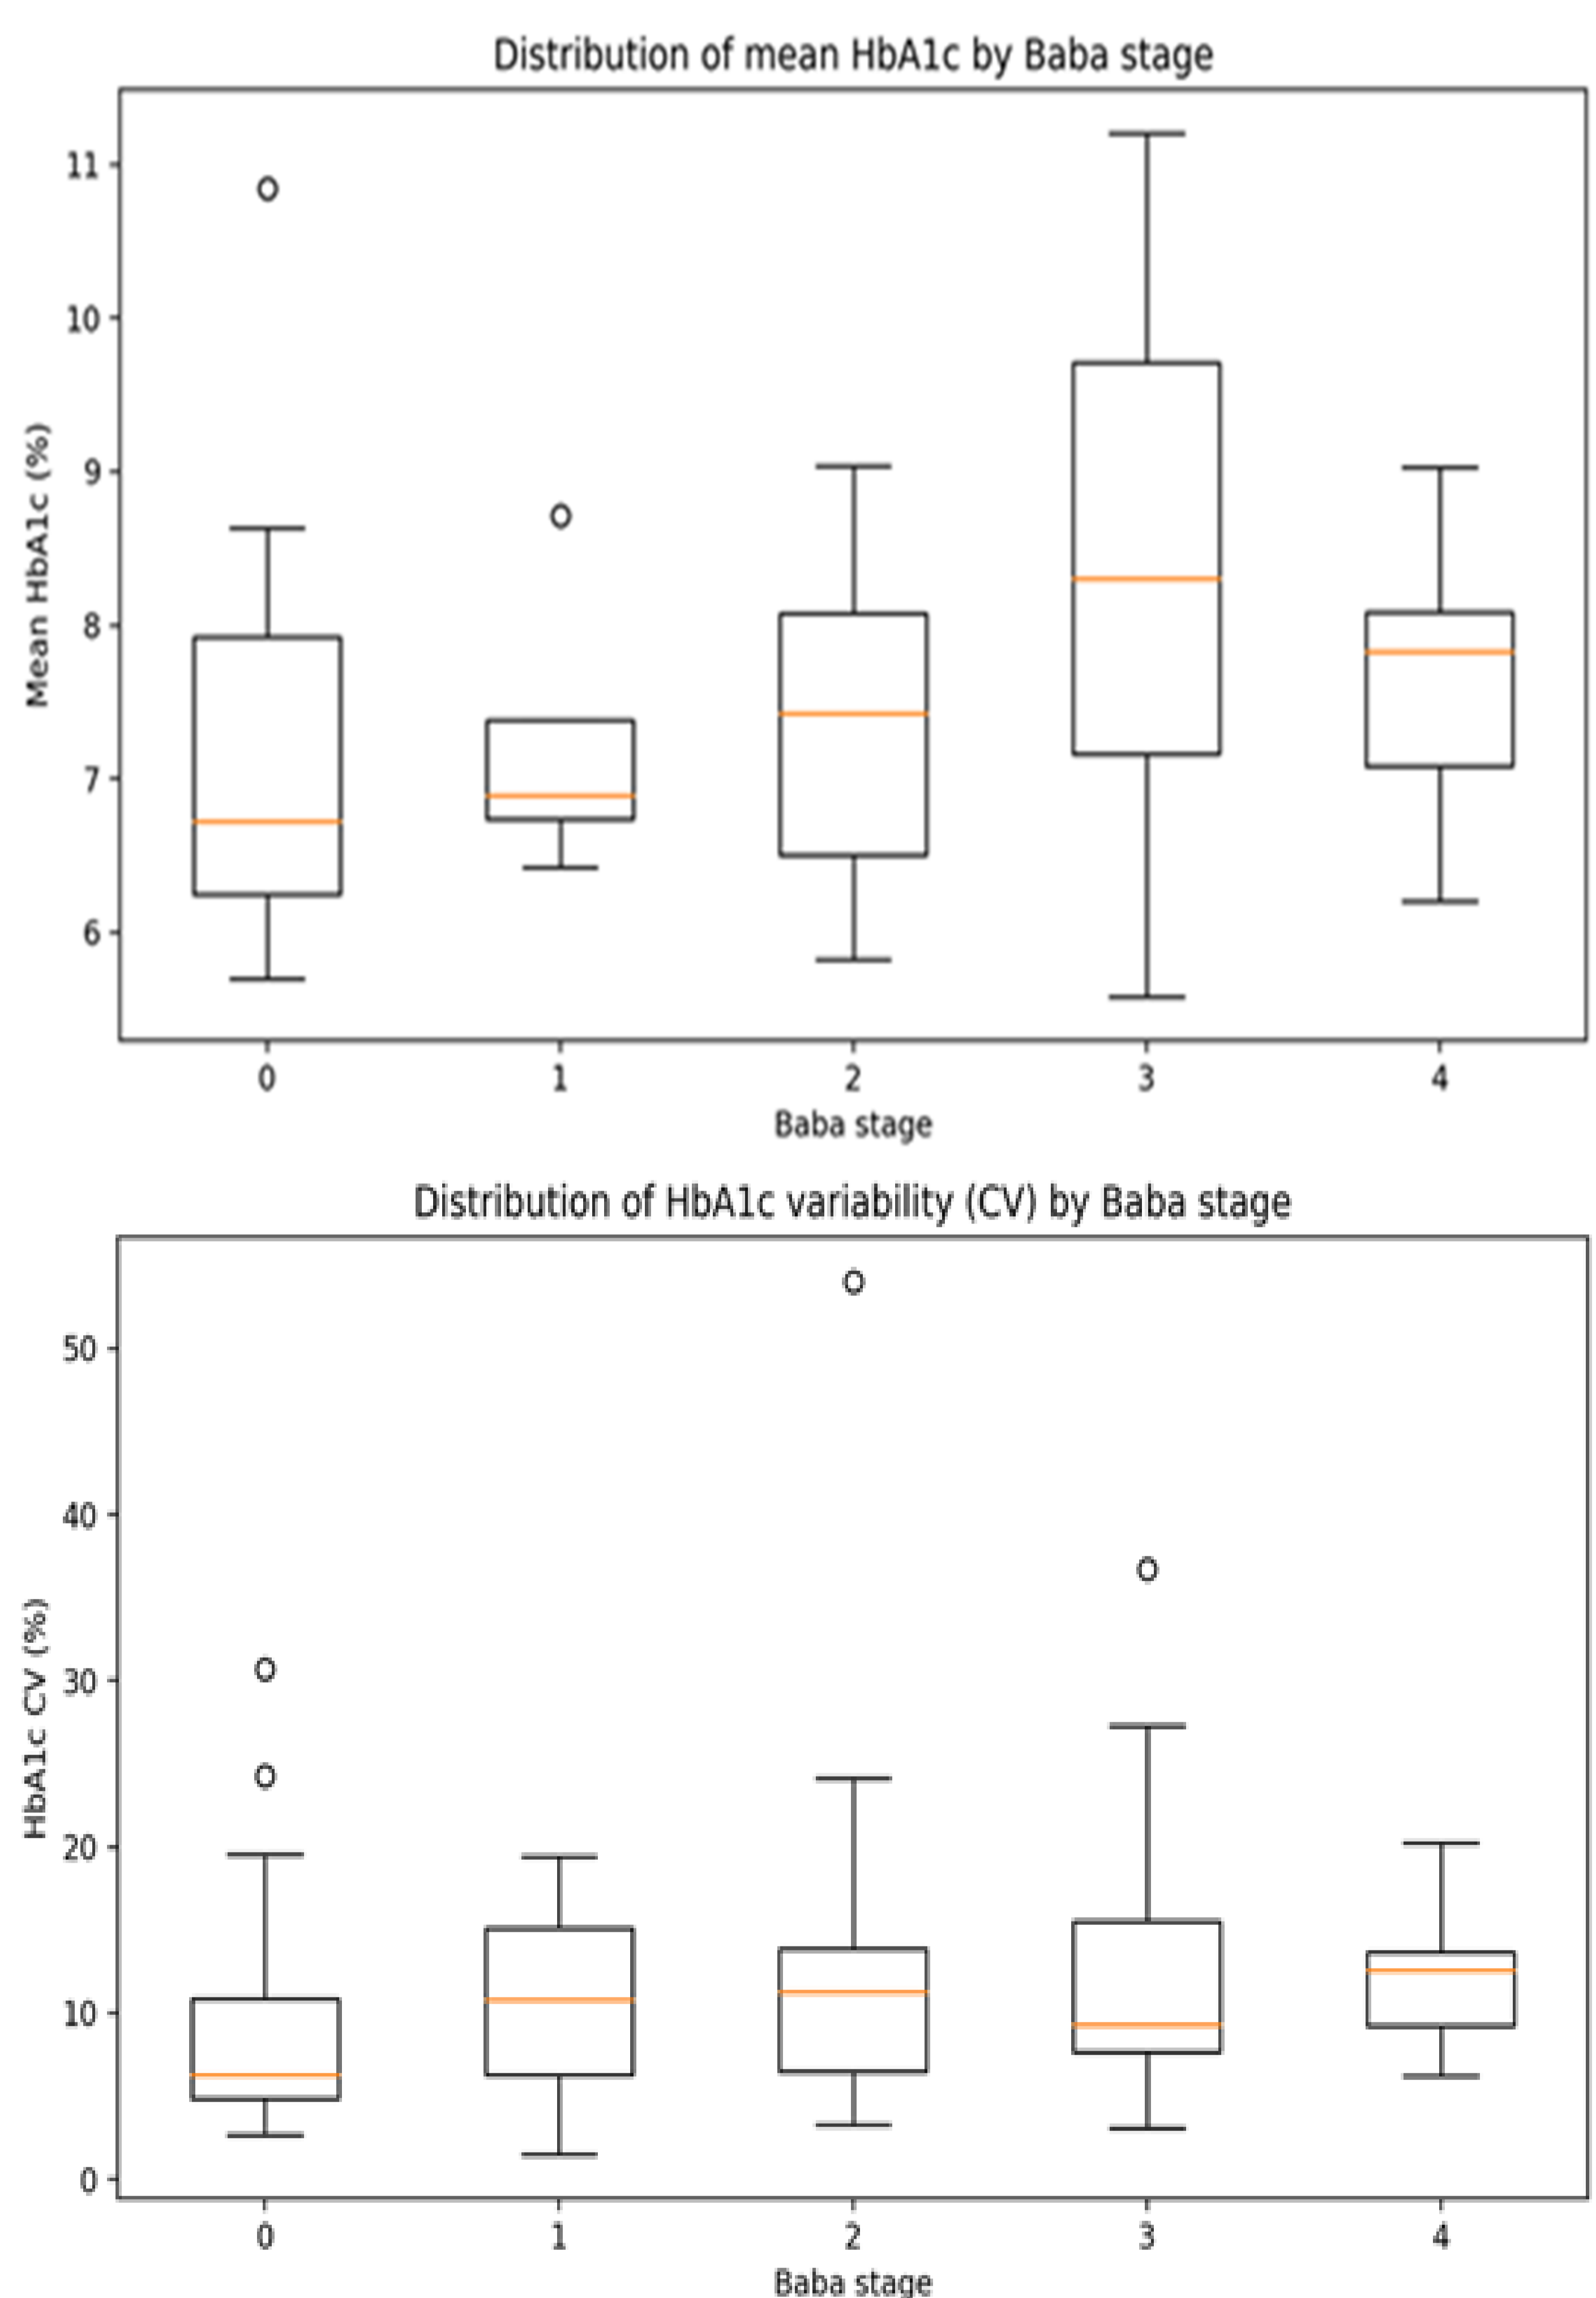 Distribution of mean HbA1c by Baba stage
11
10
9
8
7
6
Mean HbA1c (%)
0 1 2 3 4
Baba stage
Distribution of HbA1c variability (CV) by Baba stage
50
40
30
20
10
0
HbA1c CV (%)
0 1 2 3 4
Baba stage